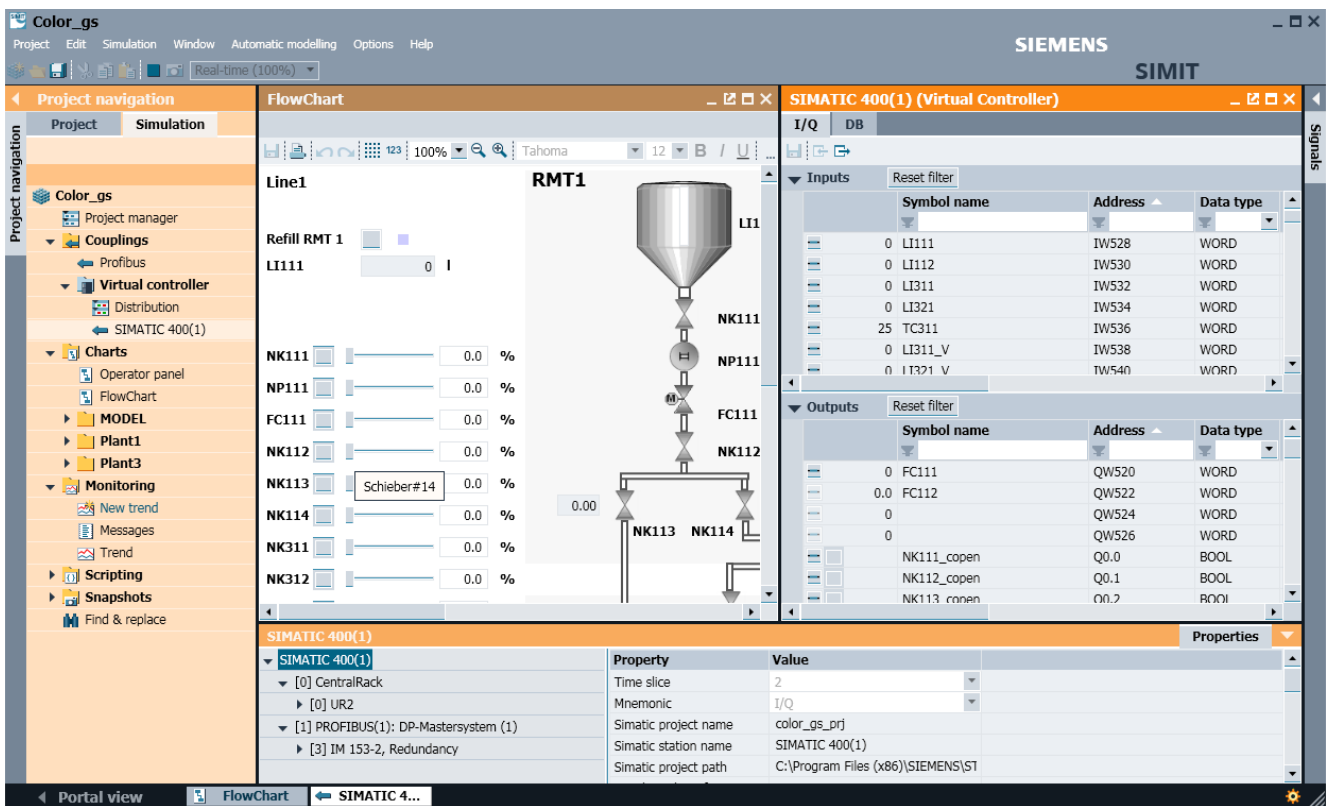 Color_gs
Project Edit Simulation Window Automatic modelling Options Help
SIEMENS
SIMIT
Real-time (100%)
Project navigation
Project navigation
Project Simulation
Color_gs
Project manager
Couplings
Profibus
Virtual controller
Distribution
SIMATIC 400(1)
Charts
Operator panel
FlowChart
MODEL
Plant1
Plant3
Monitoring
New trend
Messages
Trend
Scripting
Snapshots
Find & replace
FlowChart
123 100% Tahoma 12 B I U ...
Line1
RMT1
LI1
Refill RMT 1
LI111 0 l
NK111
NP111
M
FC111
NK112
0.00
NK113 NK114
NK111 0.0 %
NP111 0.0 %
FC111 0.0 %
NK112 0.0 %
NK113 0.0 %
Schieber#14
NK114 0.0 %
NK311 0.0 %
NK312 0.0 %
SIMATIC 400(1) (Virtual Controller)
I/Q DB
Signals
Inputs Reset filter
Symbol name Address Data type
0 LI111 IW528 WORD
0 LI112 IW530 WORD
0 LI311 IW532 WORD
0 LI321 IW534 WORD
25 TC311 IW536 WORD
0 LI311_V IW538 WORD
0 LI321_V IW540 WORD
Outputs Reset filter
Symbol name Address Data type
0 FC111 QW520 WORD
0.0 FC112 QW522 WORD
0 QW524 WORD
0 QW526 WORD
NK111_copen Q0.0 BOOL
NK112_copen Q0.1 BOOL
NK113_copen Q0.2 BOOL
SIMATIC 400(1)
Properties
SIMATIC 400(1)
[0] CentralRack
[0] UR2
[1] PROFIBUS(1): DP-Mastersystem (1)
[3] IM 153-2, Redundancy
Property Value
Time slice 2
Mnemonic I/Q
Simatic project name color_gs_prj
Simatic station name SIMATIC 400(1)
Simatic project path C:\Program Files (x86)\SIEMENS\ST
Portal view FlowChart SIMATIC 4...